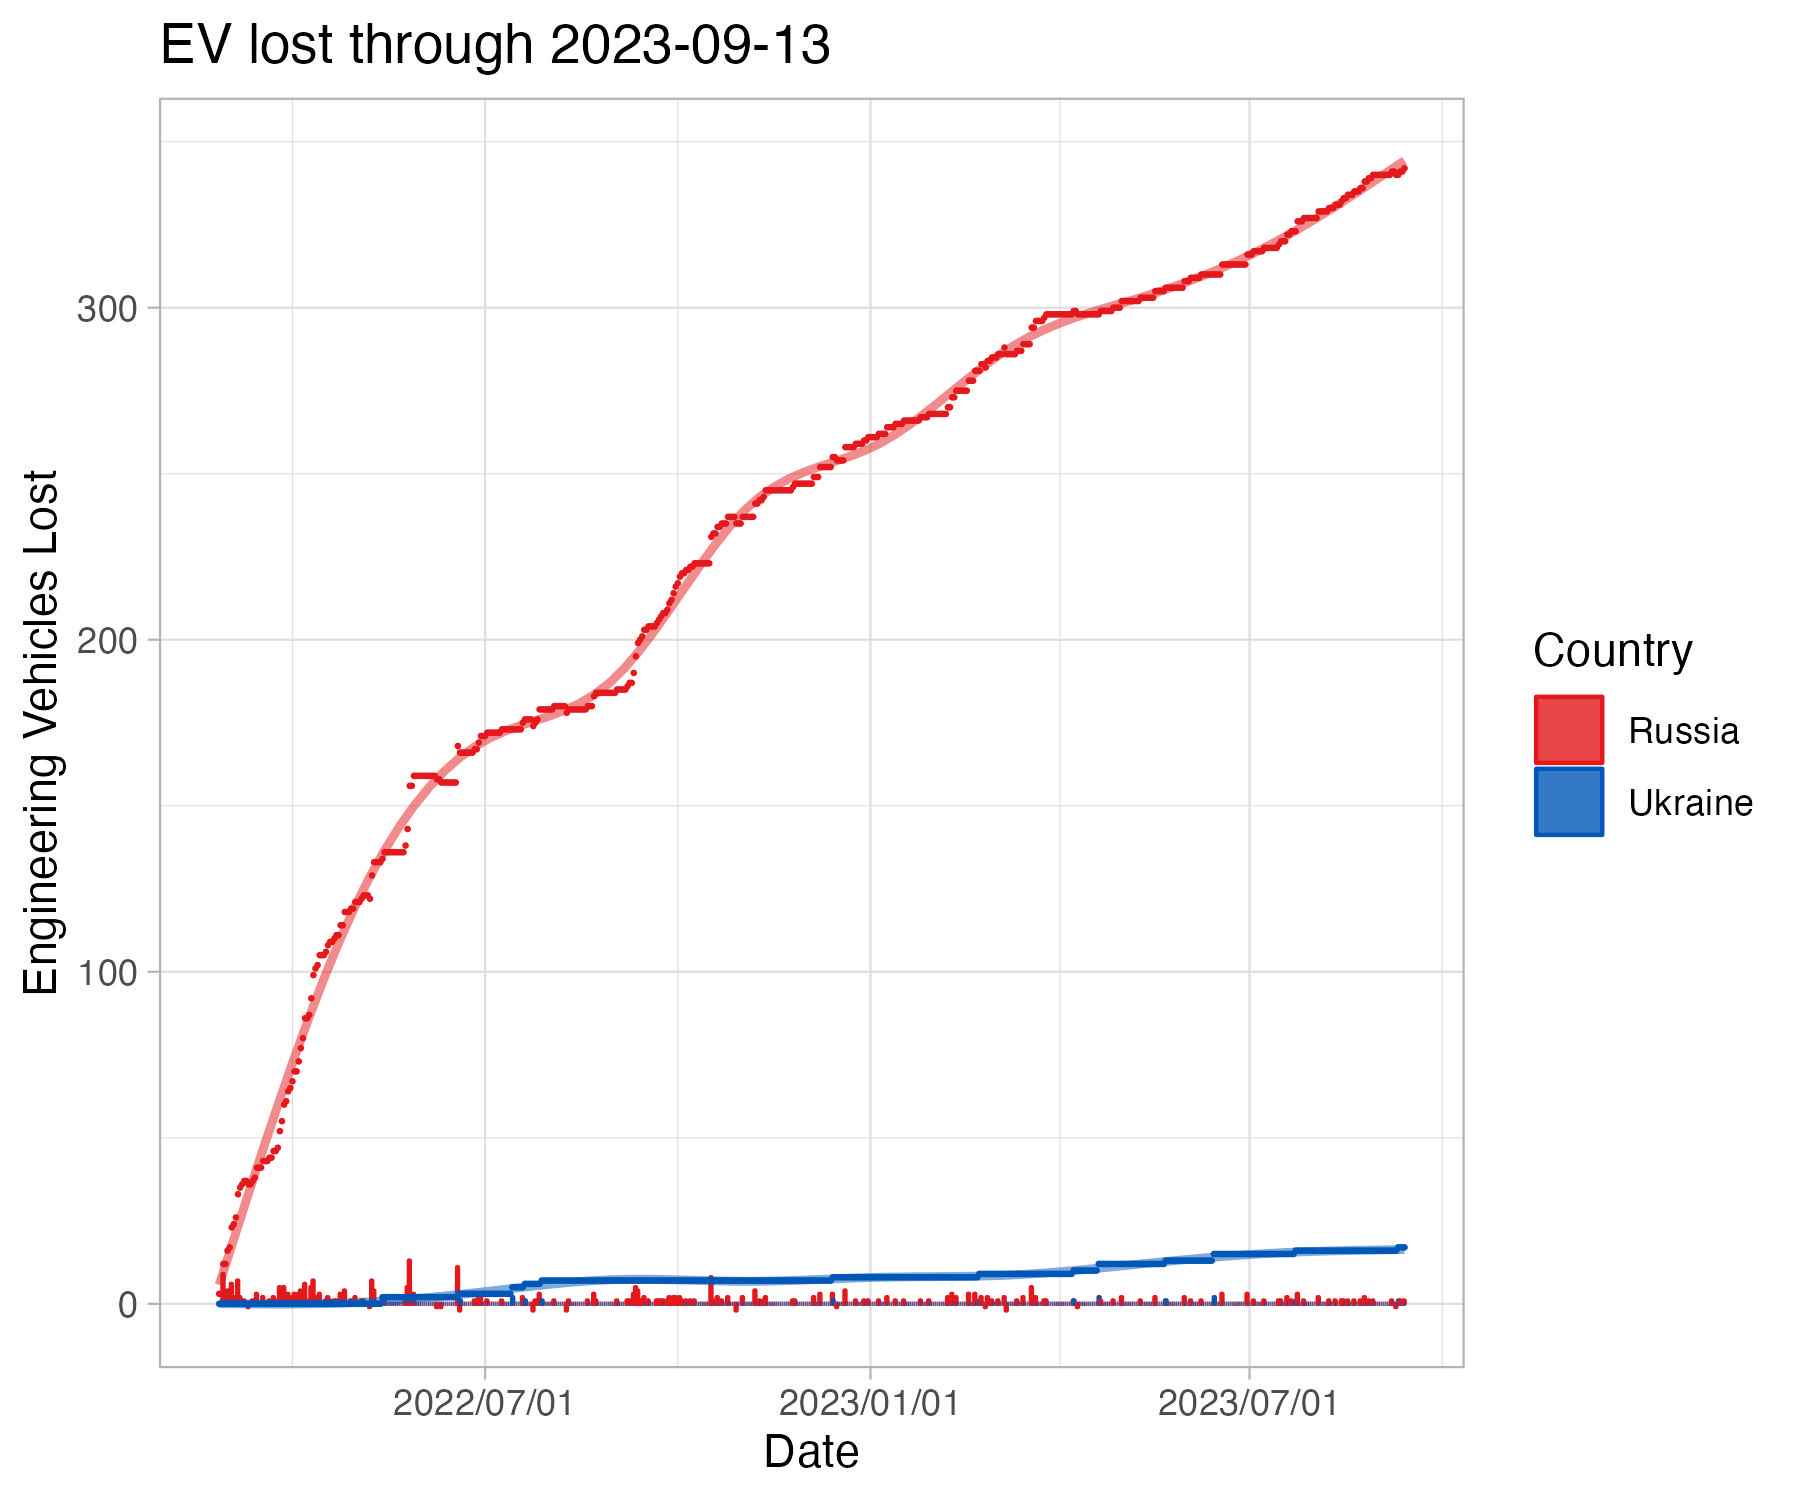 EV lost through 2023-09-13
Engineering Vehicles Lost
300
200
100
0
2022/07/01
2023/01/01
2023/07/01
Date
Country
Russia
Ukraine